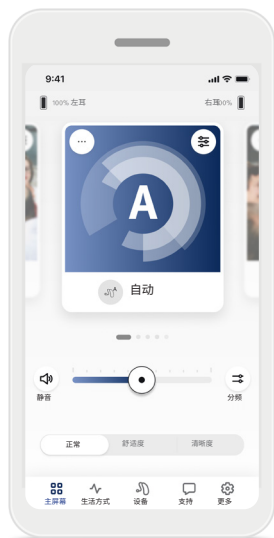 9:41
100% 左耳 右耳00%
A
自动
静音 分频
正常 舒适度 清晰度
主屏幕 生活方式 设备 支持 更多